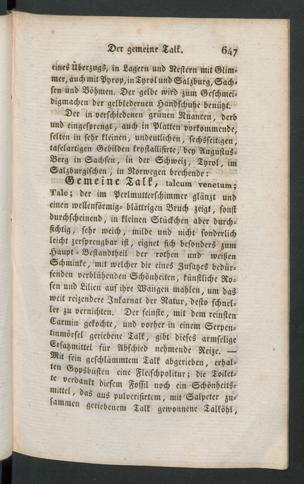 Der gemeine Talk. 647
eines Überzugs, in Lagern und Nestern mit Glim-
mer, auch mit Pyrop, in Tyrol und Salzburg, Sach-
sen und Böhmen. Der gelbe wird zum Geschmei-
digmachen der gelbledernen Handschuhe benützt.
Der in verschiedenen grünen Nuancen, derb
und eingesprengt, auch in Platten vorkommende,
selten in sehr kleinen, undeutlichen, sechsseitigen,
tafelartigen Gebilden krystallisirte, bey Augustus-
Berg in Sachsen, in der Schweiz, Tyrol, im
Salzburgischen, in Norwegen brechende:
Gemeine Talk, talcum venetum;
Talc; der im Perlmutterschimmer glänzt und
einen wellenförmig-blättrigen Bruch zeigt, sonst
durchscheinend, in kleinen Stückchen aber durch-
sichtig, sehr weich, milde und nicht sonderlich
leicht zersprengbar ist, eignet sich besonders zum
Haupt-Bestandtheil der rothen und weißen
Schminke, mit welcher die eines Zusazes bedür-
fenden verblühenden Schönheiten, künstliche Ro-
sen und Lilien auf ihre Wangen mahlen, um das
weit reizendere Inkarnat der Natur, desto schnel-
ler zu vernichten. Der feinste, mit dem reinsten
Carmin gekochte, und vorher in einem Serpen-
tinmörsel geriebene Talk, gibt dieses armselige
Ersazmittel für Abschied nehmende Reize. —
Mit sein geschlämmtem Talk abgerieben, erhal-
ten Gypsbüsten eine Fleischpolitur; die Toilet-
te verdankt diesem Fossil noch ein Schönheits-
mittel, das aus pulverisirtem, mit Salpeter zu-
sammen geriebenem Talk gewonnene Talköhl,